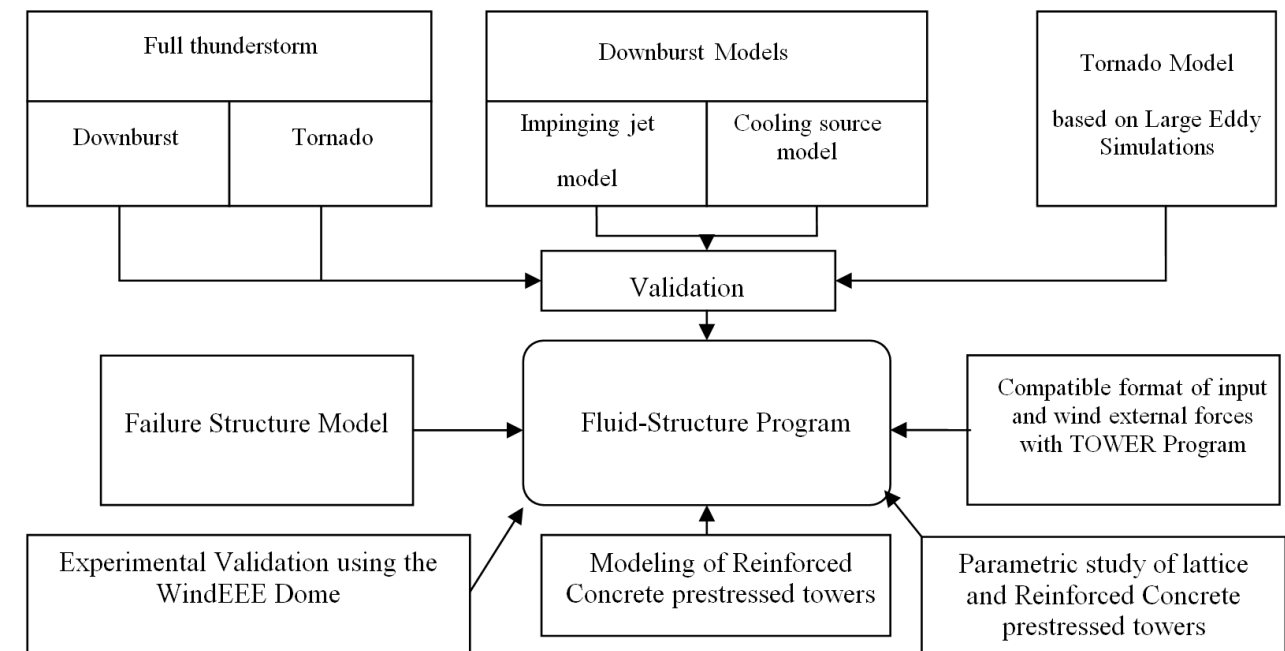 Full thunderstorm
Downburst
Tornado
Downburst Models
Impinging jet
model
Cooling source
model
Tornado Model
based on Large Eddy
Simulations
Validation
Failure Structure Model
Fluid-Structure Program
Compatible format of input
and wind external forces
with TOWER Program
Experimental Validation using the
WindEEE Dome
Modeling of Reinforced
Concrete prestressed towers
Parametric study of lattice
and Reinforced Concrete
prestressed towers